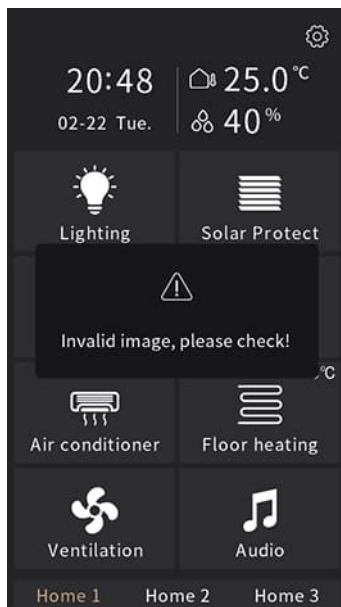 20:48
02-22 Tue.
25.0 °C
40 %
Lighting
Solar Protect
Invalid image, please check!
°C
Air conditioner
Floor heating
Ventilation
Audio
Home 1 Home 2 Home 3